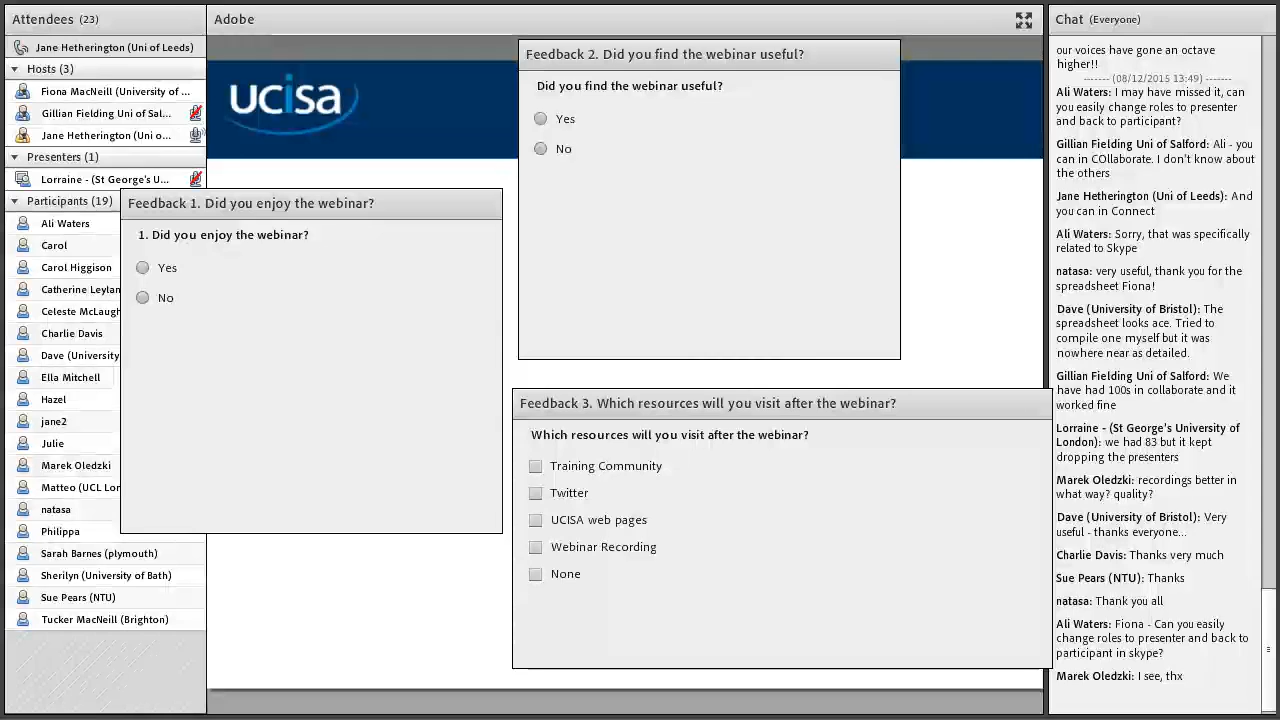 Attendees (23)
Jane Hetherington (Uni of Leeds)
Hosts (3)
Fiona MacNeill (University of ...
Gillian Fielding Uni of Sal...
Jane Hetherington (Uni o...
Presenters (1)
Lorraine - (St George's U...
Participants (19)
Ali Waters
Carol
Carol Higgison
Catherine Leylan
Celeste McLaugh
Charlie Davis
Dave (University
Ella Mitchell
Hazel
jane2
Julie
Marek Oledzki
Matteo (UCL Lon
natasa
Philippa
Sarah Barnes (plymouth)
Sherilyn (University of Bath)
Sue Pears (NTU)
Tucker MacNeill (Brighton)
Adobe
ucisa
Feedback 2. Did you find the webinar useful?
Did you find the webinar useful?
Yes
No
Feedback 1. Did you enjoy the webinar?
1. Did you enjoy the webinar?
Yes
No
Feedback 3. Which resources will you visit after the webinar?
Which resources will you visit after the webinar?
Training Community
Twitter
UCISA web pages
Webinar Recording
None
Chat (Everyone)
our voices have gone an octave
higher!!
------- (08/12/2015 13:49) -------
Ali Waters: I may have missed it, can
you easily change roles to presenter
and back to participant?
Gillian Fielding Uni of Salford: Ali - you
can in COllaborate. I don't know about
the others
Jane Hetherington (Uni of Leeds): And
you can in Connect
Ali Waters: Sorry, that was specifically
related to Skype
natasa: very useful, thank you for the
spreadsheet Fiona!
Dave (University of Bristol): The
spreadsheet looks ace. Tried to
compile one myself but it was
nowhere near as detailed.
Gillian Fielding Uni of Salford: We
have had 100s in collaborate and it
worked fine
Lorraine - (St George's University of
London): we had 83 but it kept
dropping the presenters
Marek Oledzki: recordings better in
what way? quality?
Dave (University of Bristol): Very
useful - thanks everyone...
Charlie Davis: Thanks very much
Sue Pears (NTU): Thanks
natasa: Thank you all
Ali Waters: Fiona - Can you easily
change roles to presenter and back to
participant in skype?
Marek Oledzki: I see, thx